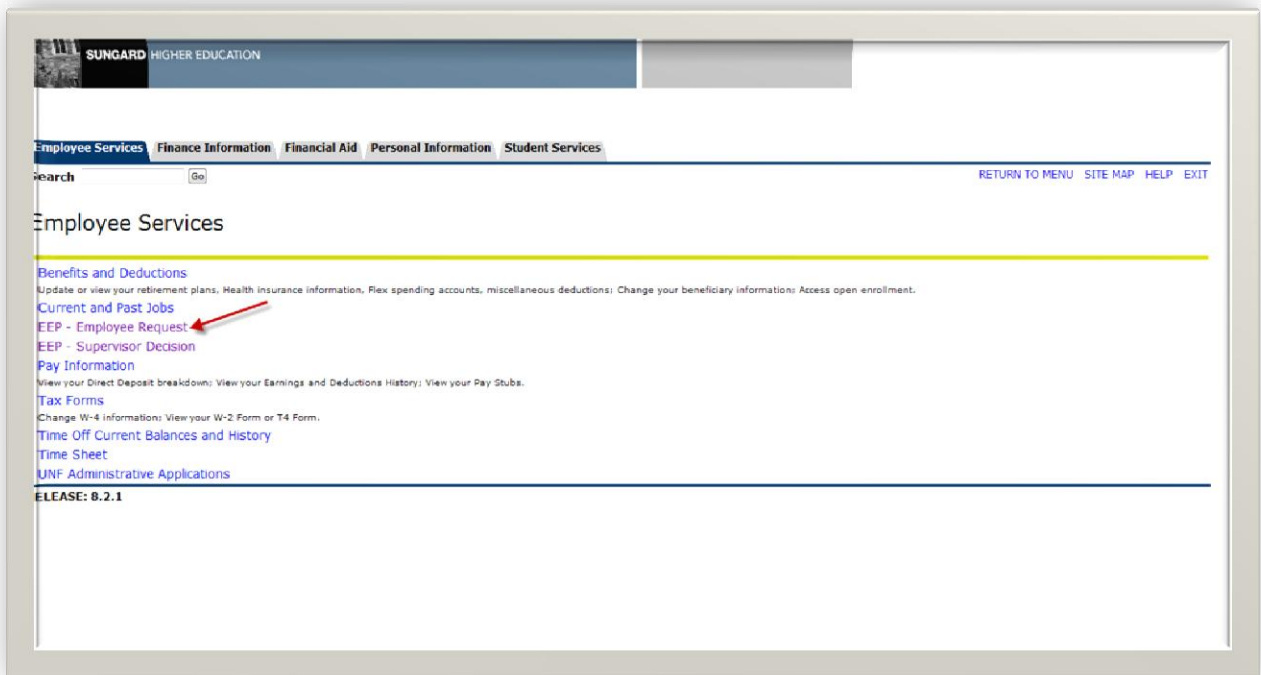 SUNGARD HIGHER EDUCATION
Employee Services Finance Information Financial Aid Personal Information Student Services
Search Go RETURN TO MENU SITE MAP HELP EXIT
Employee Services
Benefits and Deductions
Update or view your retirement plans, Health insurance information, Flex spending accounts, miscellaneous deductions; Change your beneficiary information; Access open enrollment.
Current and Past Jobs
EEP - Employee Request
EEP - Supervisor Decision
Pay Information
View your Direct Deposit breakdown; View your Earnings and Deductions History; View your Pay Stubs.
Tax Forms
Change W-4 information; View your W-2 Form or T4 Form.
Time Off Current Balances and History
Time Sheet
UNF Administrative Applications
ELEASE: 8.2.1